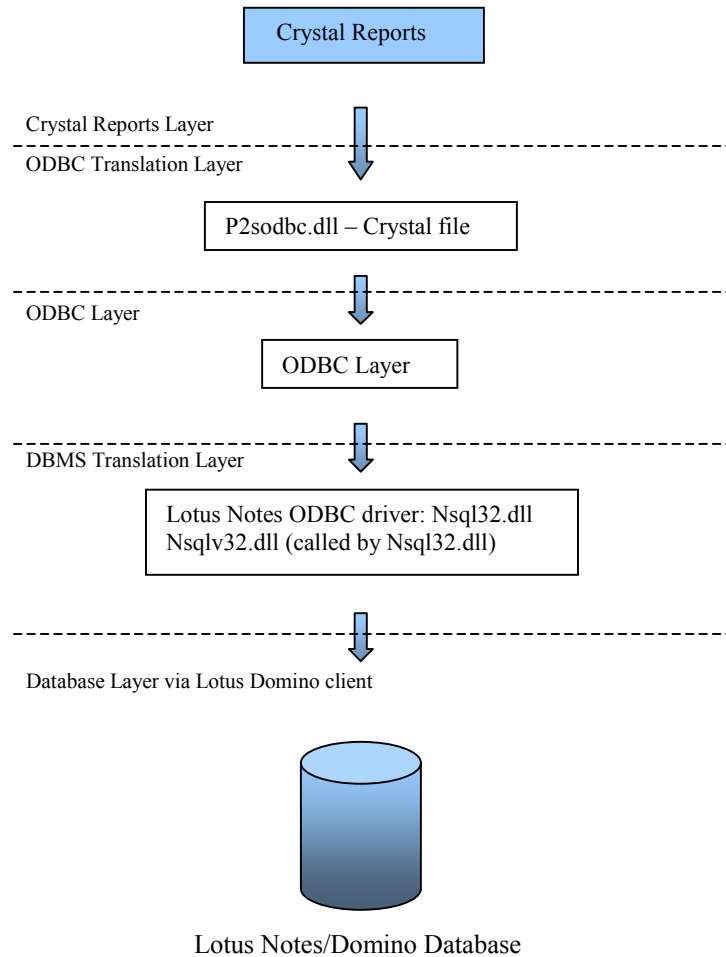 Crystal Reports
Crystal Reports Layer
ODBC Translation Layer
P2sodbc.dll – Crystal file
ODBC Layer
ODBC Layer
DBMS Translation Layer
Lotus Notes ODBC driver: Nsql32.dll
Nsqlv32.dll (called by Nsql32.dll)
Database Layer via Lotus Domino client
Lotus Notes/Domino Database